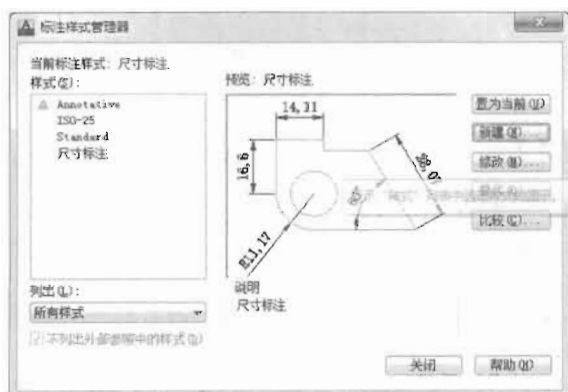 标注样式管理器
当前标注样式: 尺寸标注
样式(S):
Annotative
ISO-25
Standard
尺寸标注
列出(L):
所有样式
不列出外部参照中的样式(D)
预览: 尺寸标注
14,11
16,6
60°
R11,17
说明
尺寸标注
置为当前(U)
新建(N)...
修改(M)...
比较(C)...
关闭
帮助(H)